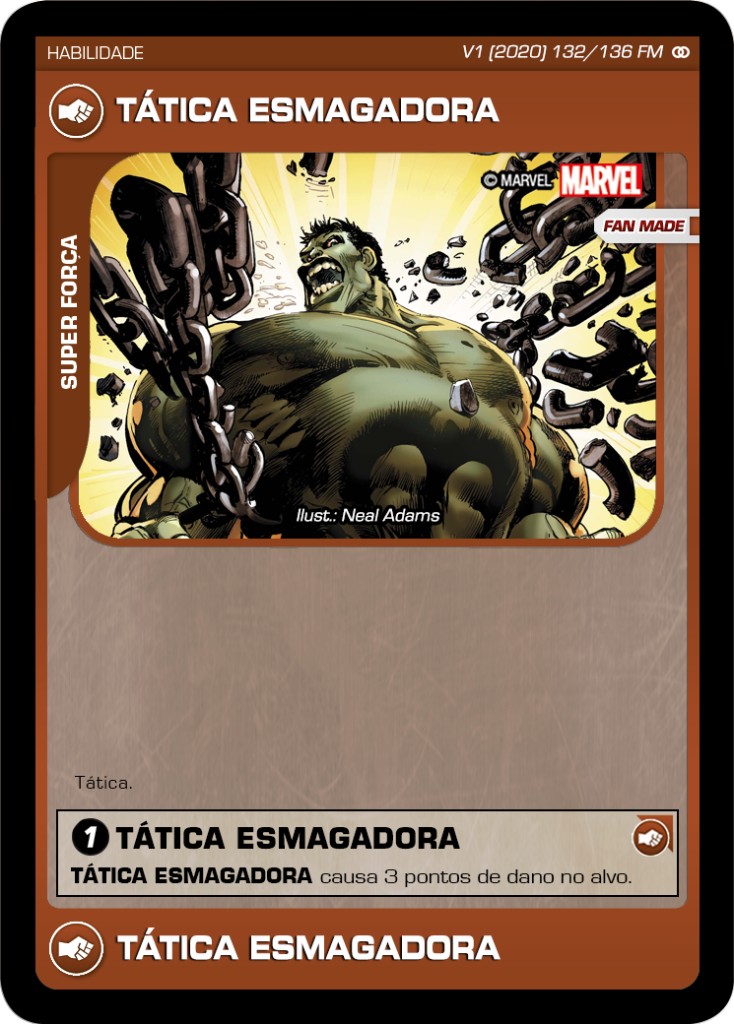 HABILIDADE
V1 (2020) 132/136 FM
TÁTICA ESMAGADORA
© MARVEL MARVEL
FAN MADE
SUPER FORÇA
Ilust.: Neal Adams
Tática.
1 TÁTICA ESMAGADORA
TÁTICA ESMAGADORA causa 3 pontos de dano no alvo.
TÁTICA ESMAGADORA